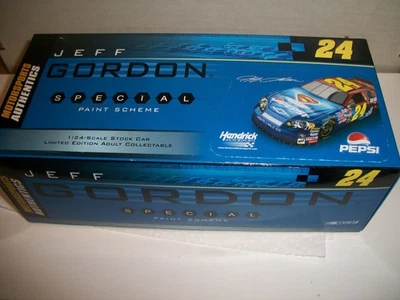 MOTORSPORTS
AUTHENTICS
JEFF
24
GORDON
SPECIAL
PAINT SCHEME
1/24-SCALE STOCK CAR
LIMITED EDITION ADULT COLLECTABLE
Hendrick
PEPSI
24
MOTORSPORTS
AUTHENTICS
JEFF
24
GORDON
SPECIAL
PAINT SCHEME